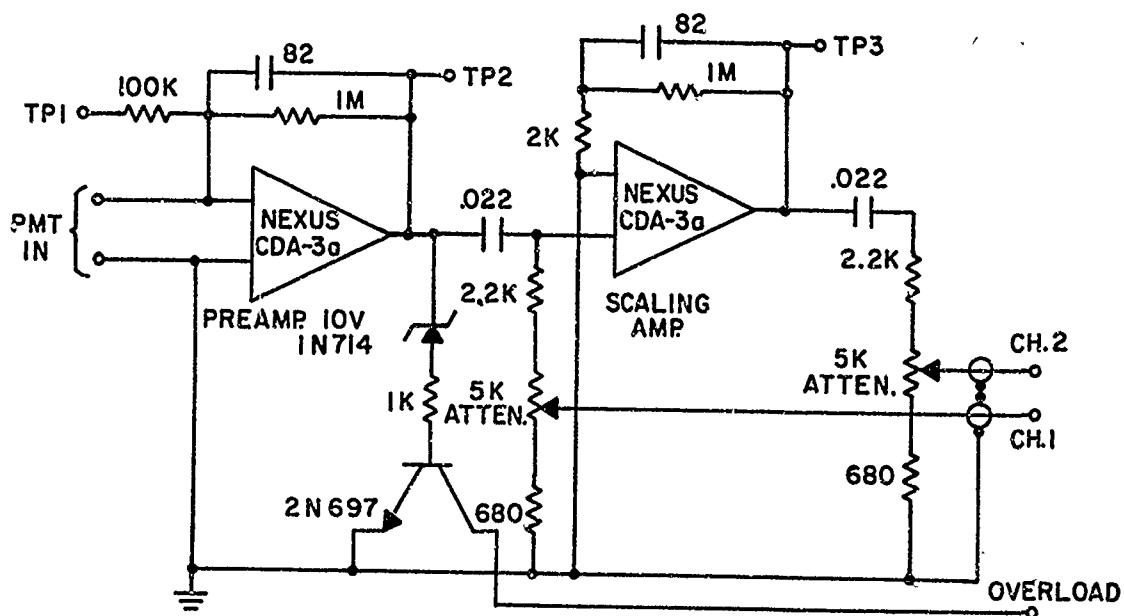 82
TP3
82
TP2
100K
1M
TP1
1M
2K
NEXUS
CDA-3a
.022
NEXUS
CDA-3a
.022
PMT
IN
2.2K
2.2K
PREAMP. 10V
1N714
SCALING
AMP.
CH.2
5K
ATTEN.
1K
5K
ATTEN.
CH.1
680
2N697
680
OVERLOAD